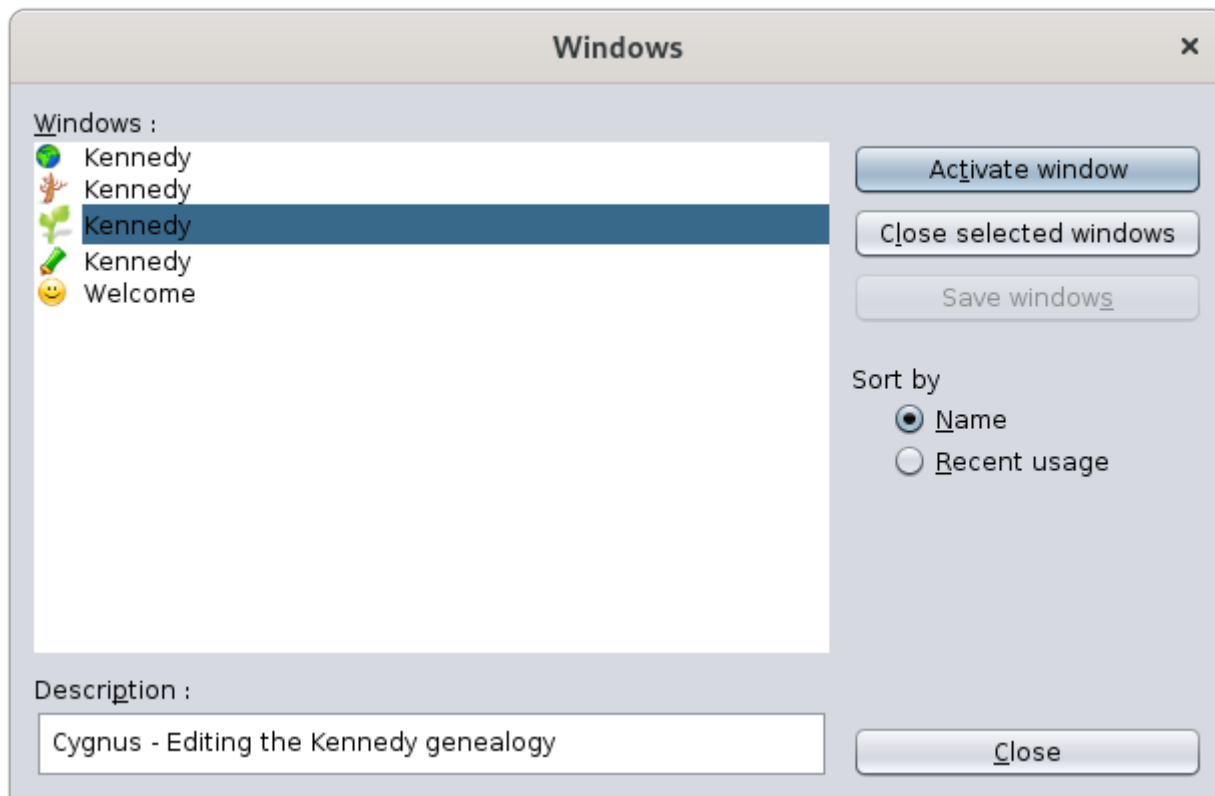 Windows
Windows :
Kennedy
Kennedy
Kennedy
Kennedy
Welcome
Activate window
Close selected windows
Save windows
Sort by
Name
Recent usage
Description :
Cygnus - Editing the Kennedy genealogy
Close